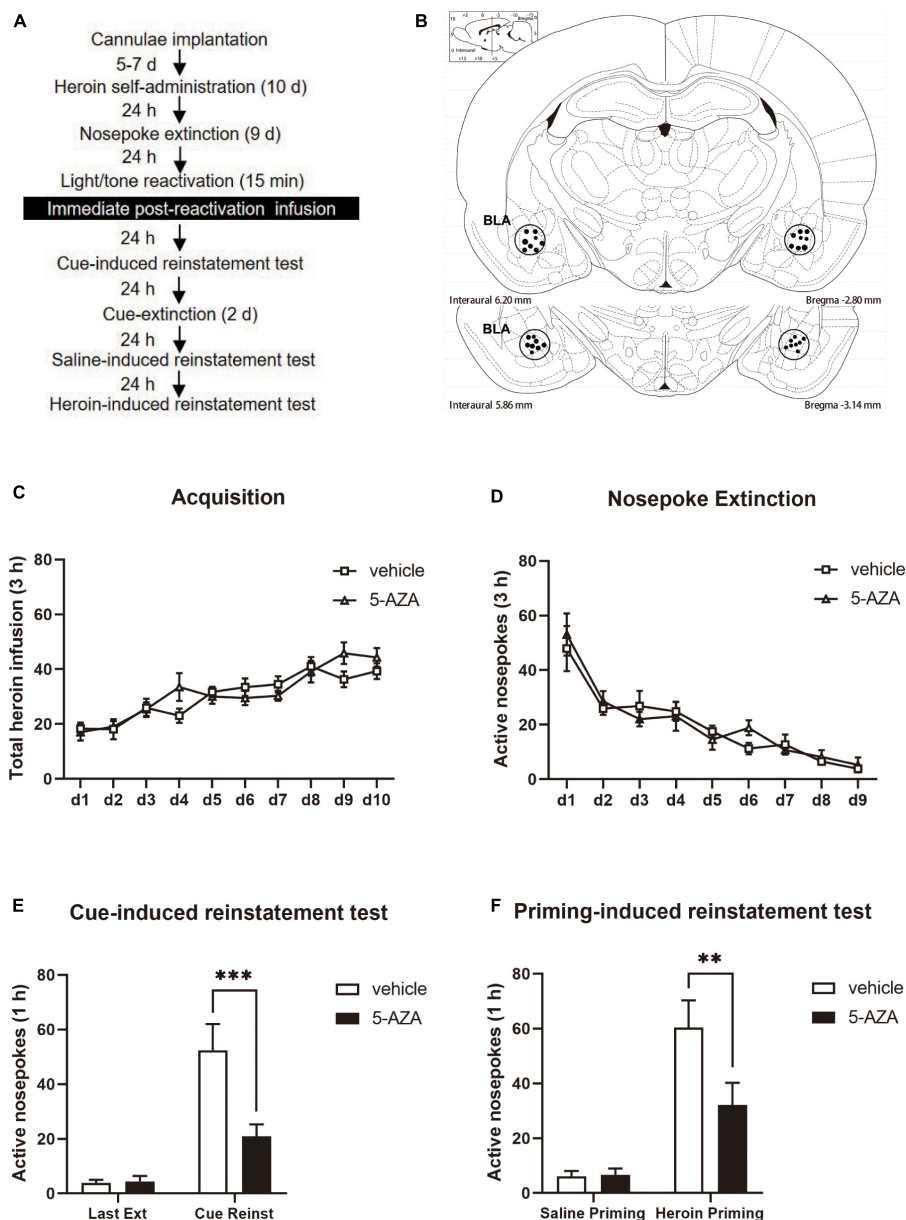 A
Cannulae implantation
5-7 d
Heroin self-administration (10 d)
24 h
Nosepoke extinction (9 d)
24 h
Light/tone reactivation (15 min)
Immediate post-reactivation infusion
24 h
Cue-induced reinstatement test
24 h
Cue-extinction (2 d)
24 h
Saline-induced reinstatement test
24 h
Heroin-induced reinstatement test
B
Bregma
Interaural
BLA
Interaural 6.20 mm
Bregma -2.80 mm
BLA
Interaural 5.86 mm
Bregma -3.14 mm
C
Acquisition
Total heroin infusion (3 h)
80
60
40
20
0
d1 d2 d3 d4 d5 d6 d7 d8 d9 d10
vehicle
5-AZA
D
Nosepoke Extinction
Active nosepokes (3 h)
80
60
40
20
0
d1 d2 d3 d4 d5 d6 d7 d8 d9
vehicle
5-AZA
E
Cue-induced reinstatement test
Active nosepokes (1 h)
80
60
40
20
0
***
Last Ext Cue Reinst
vehicle
5-AZA
F
Priming-induced reinstatement test
Active nosepokes (1 h)
80
60
40
20
0
**
Saline Priming Heroin Priming
vehicle
5-AZA